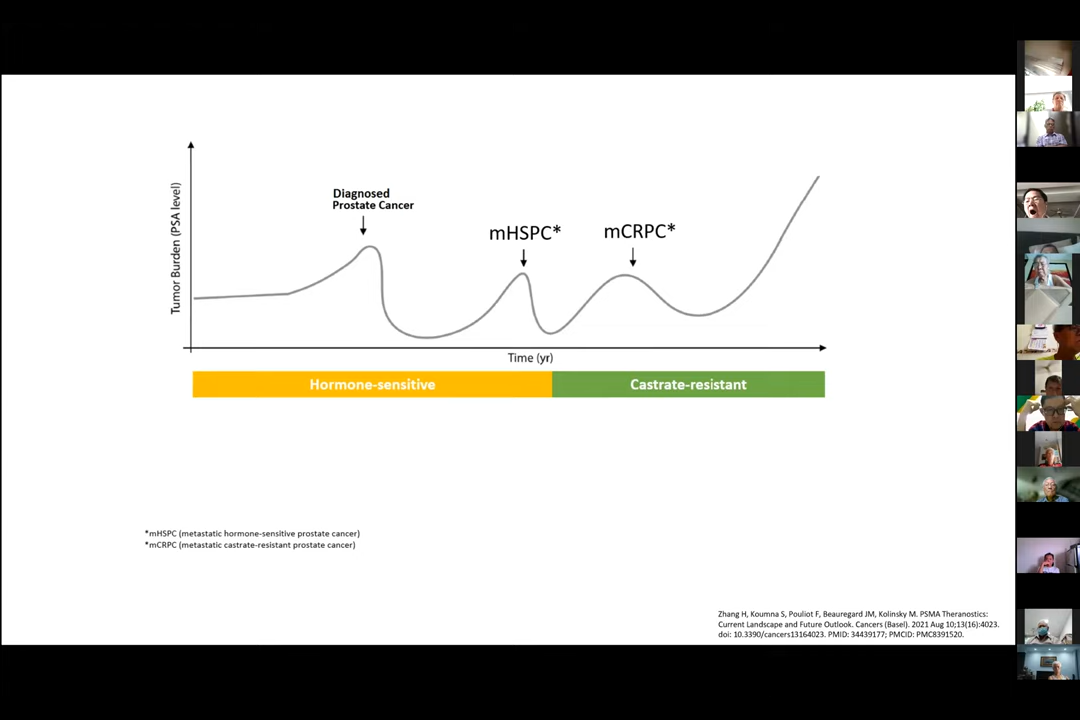 Diagnosed
Prostate Cancer
mHSPC*
mCRPC*
Tumor Burden (PSA level)
Time (yr)
Hormone-sensitive
Castrate-resistant
*mHSPC (metastatic hormone-sensitive prostate cancer)
*mCRPC (metastatic castrate-resistant prostate cancer)
Zhang H, Koumna S, Pouliot F, Beauregard JM, Kolinsky M. PSMA Theranostics:
Current Landscape and Future Outlook. Cancers (Basel). 2021 Aug 10;13(16):4023.
doi: 10.3390/cancers13164023. PMID: 34439177; PMCID: PMC8391520.